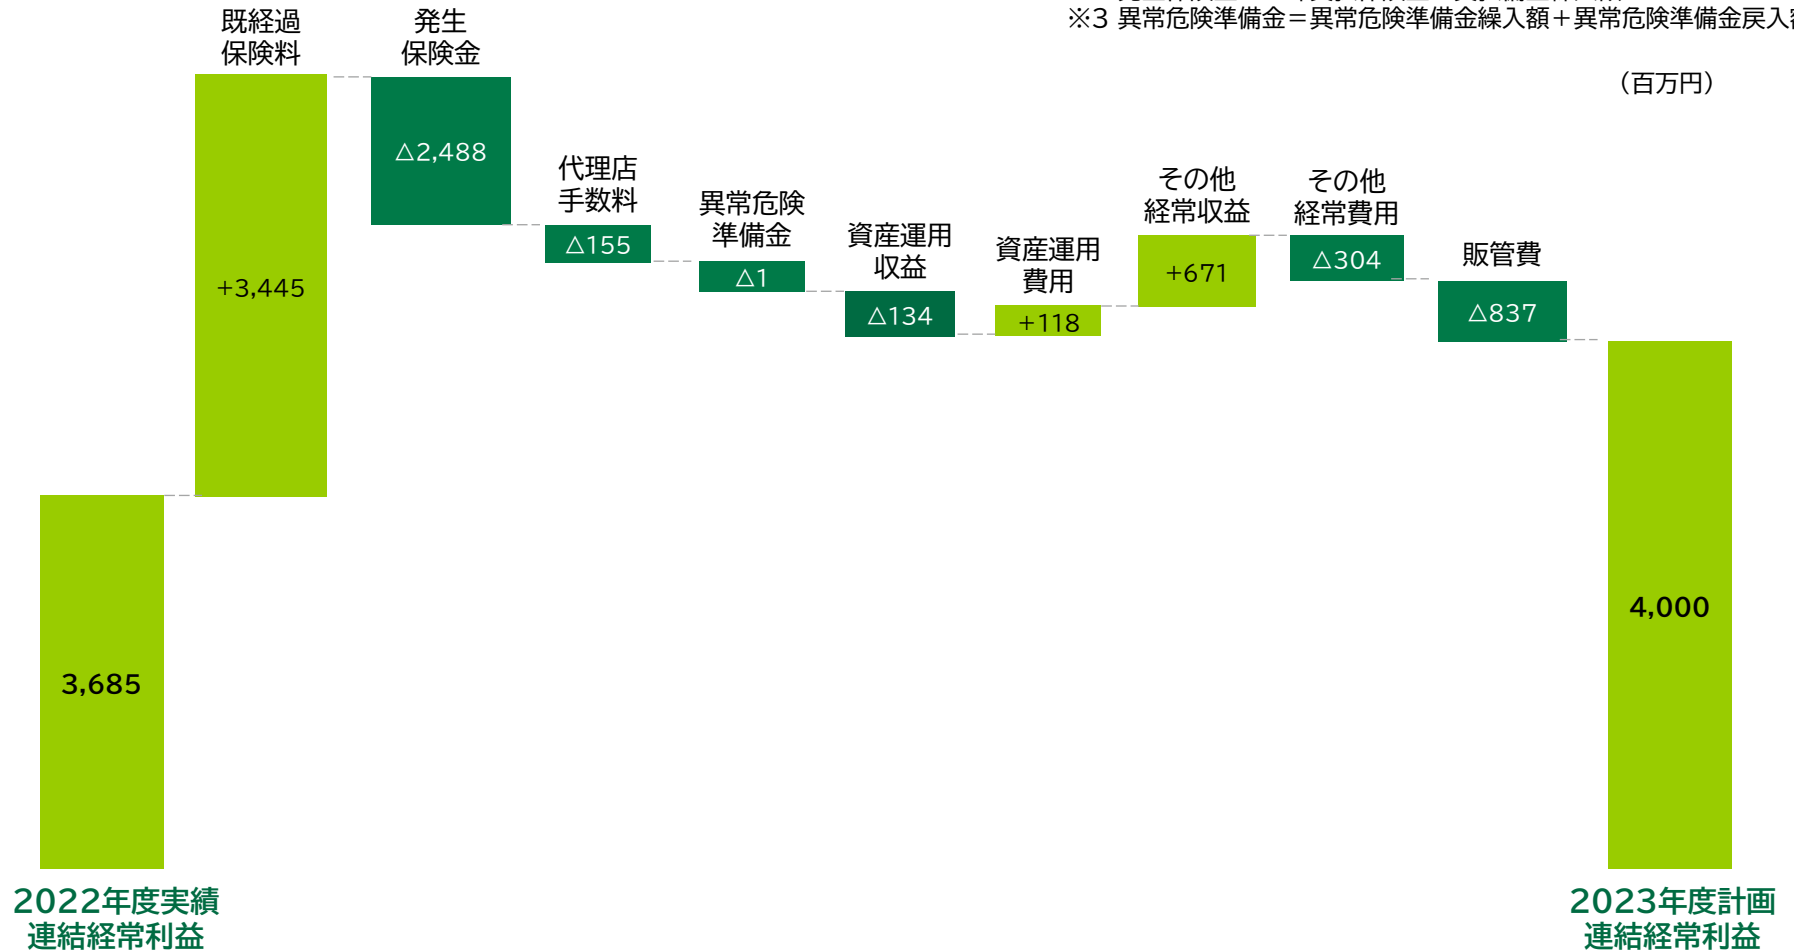 ※3 異常危険準備金＝異常危険準備金繰入額＋異常危険準備金戻入
（百万円）
既経過
保険料
+3,445
発生
保険金
△2,488
代理店
手数料
△155
異常危険
準備金
△1
資産運用
収益
△134
資産運用
費用
+118
その他
経常収益
+671
その他
経常費用
△304
販管費
△837
3,685
4,000
2022年度実績
連結経常利益
2023年度計画
連結経常利益